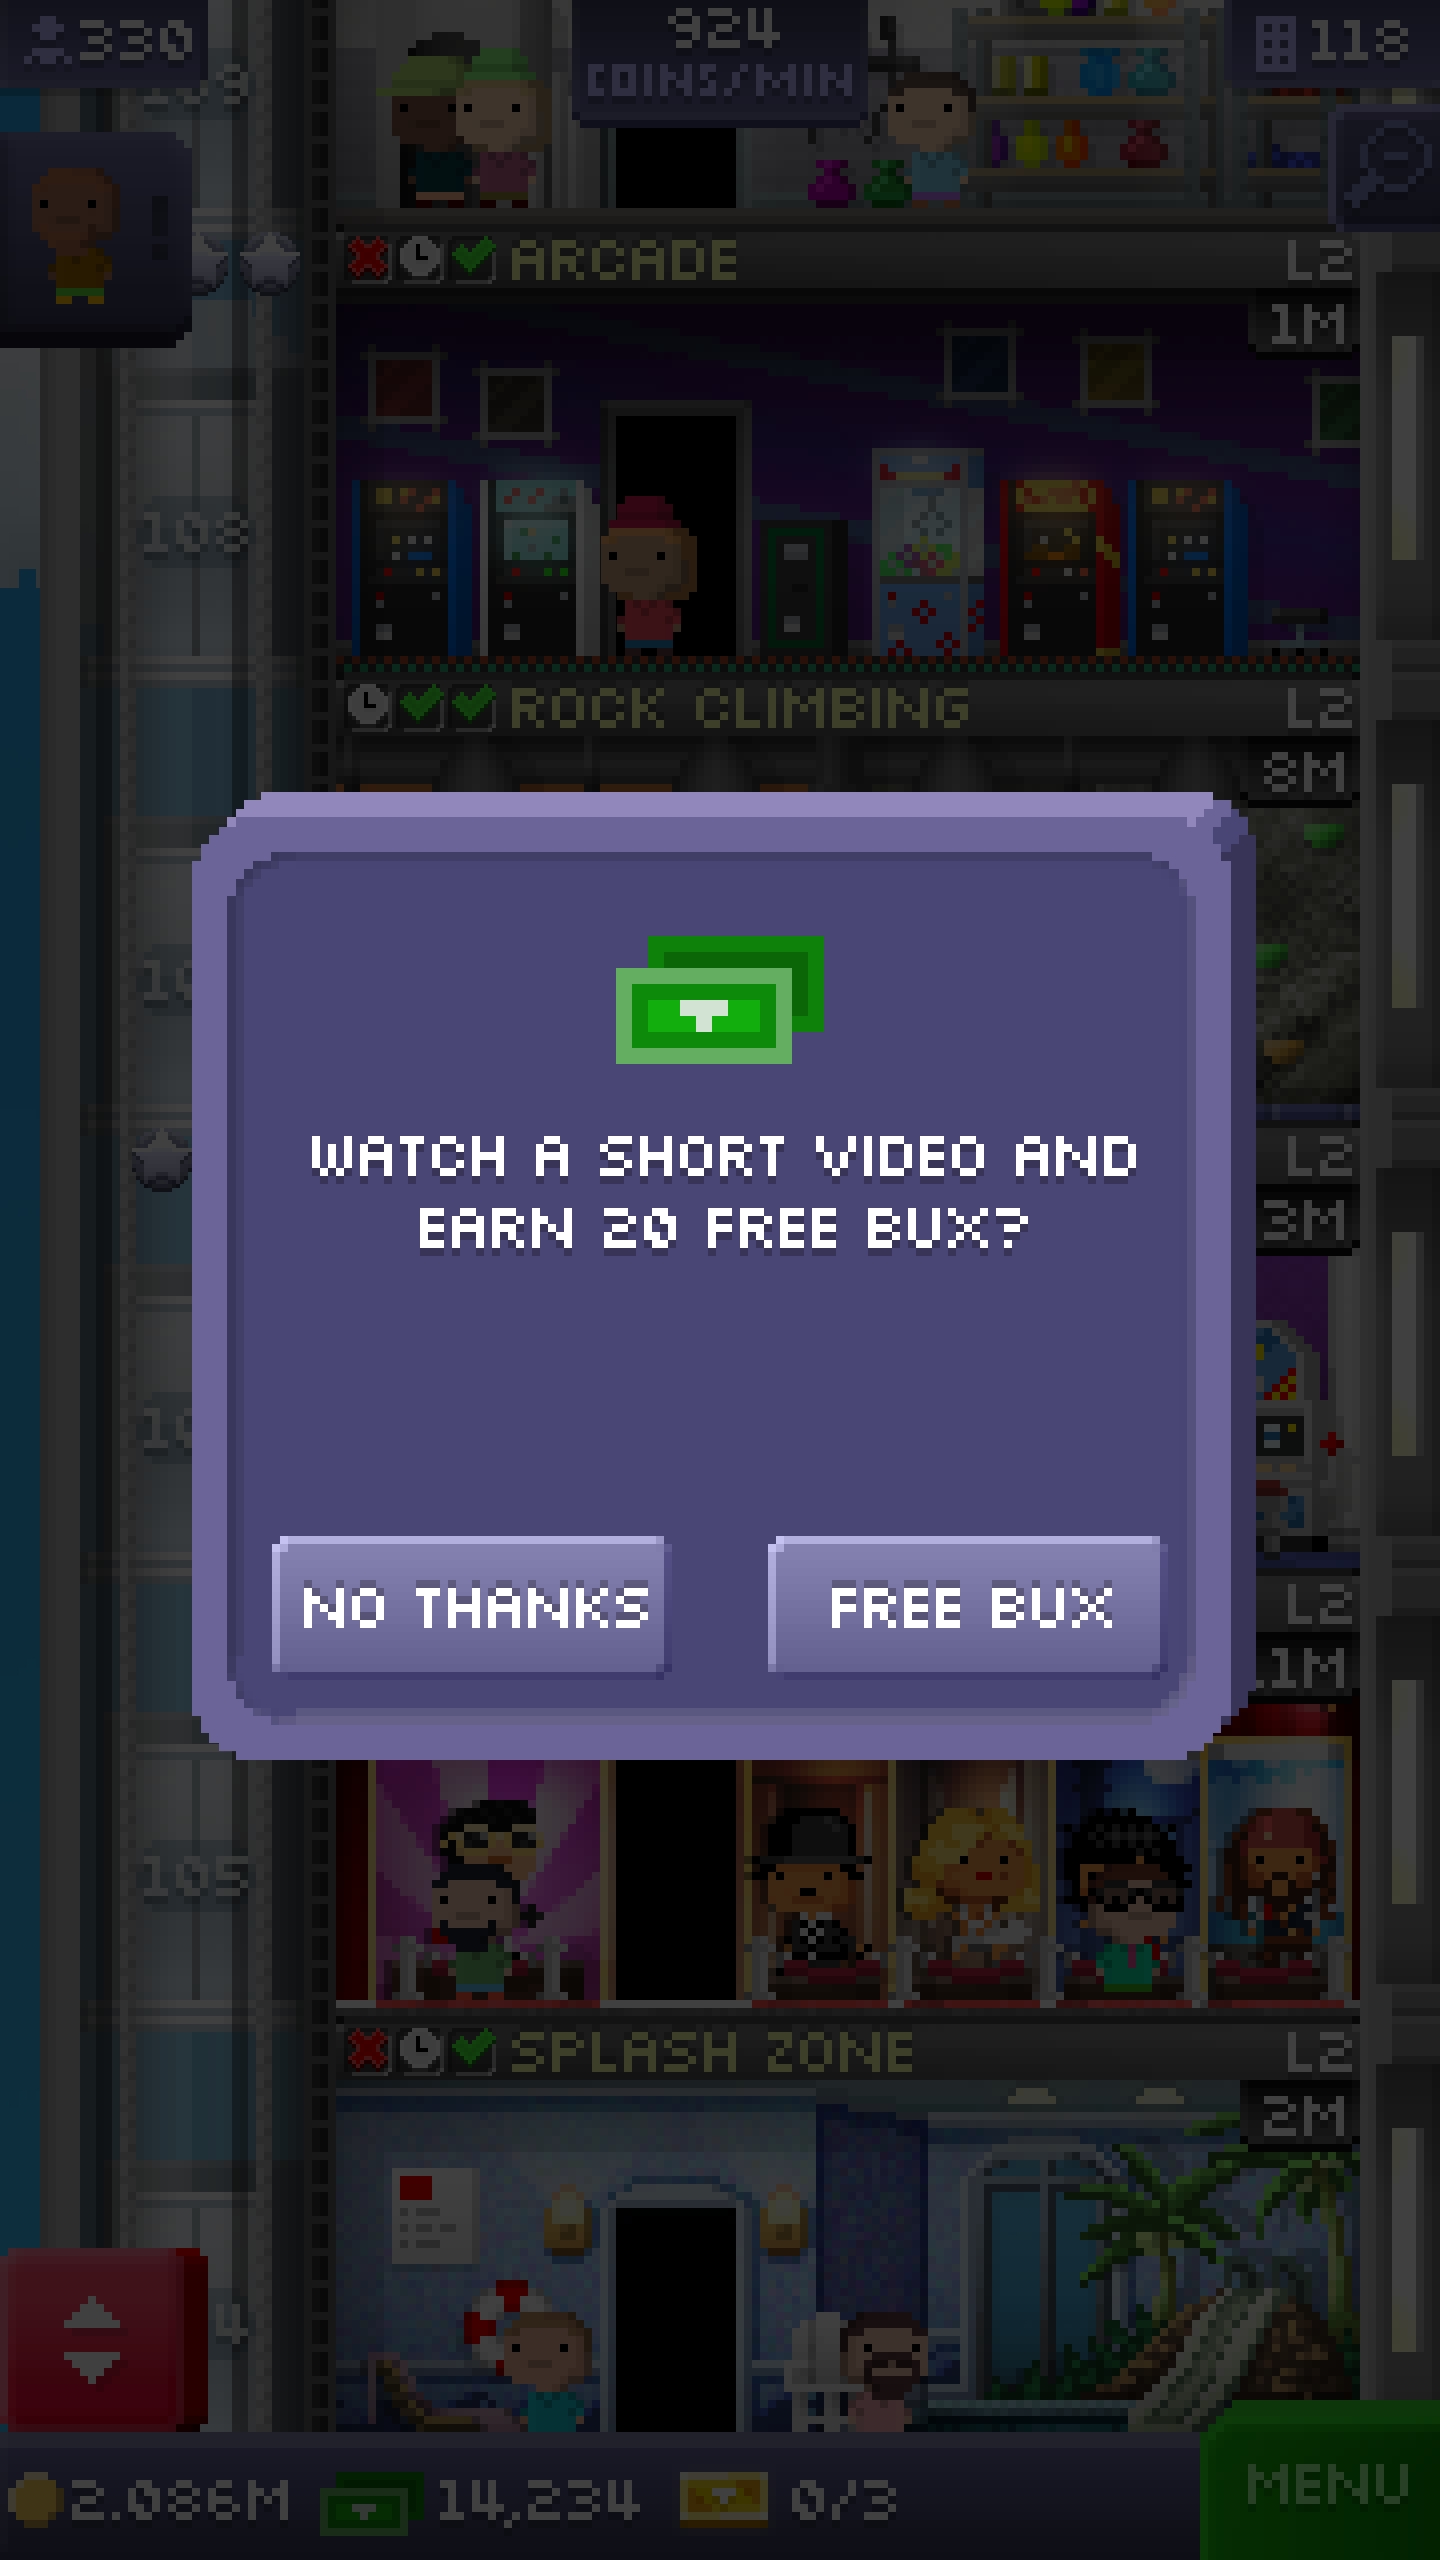 330
924
COINS/MIN
118
ARCADE L2
1M
108
ROCK CLIMBING L2
8M
WATCH A SHORT VIDEO AND
EARN 20 FREE BUX?
L2
3M
NO THANKS
FREE BUX
L2
1M
105
SPLASH ZONE L2
2M
4
2.086M
14,234
0/3
MENU